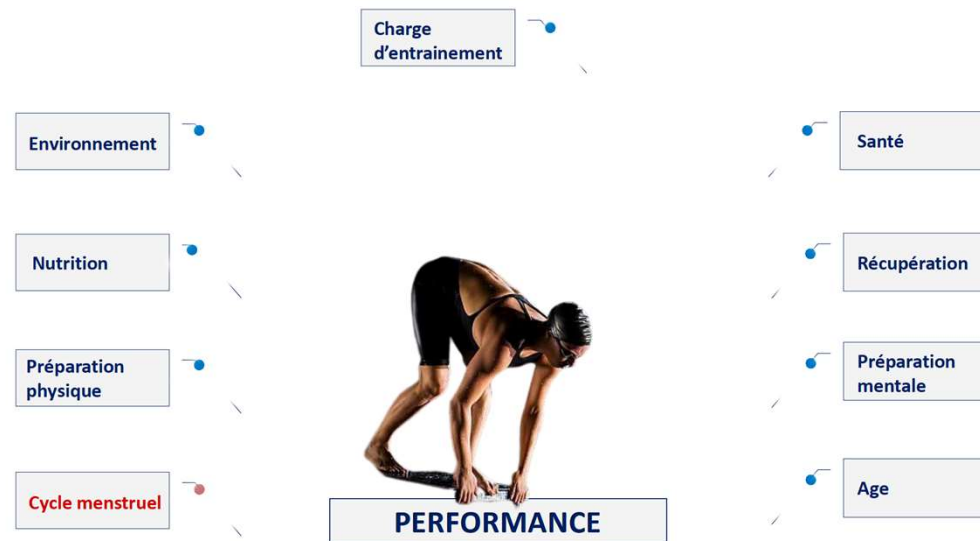 Charge
d'entrainement
Environnement
Santé
Nutrition
Récupération
Préparation
physique
Préparation
mentale
Cycle menstruel
Age
PERFORMANCE